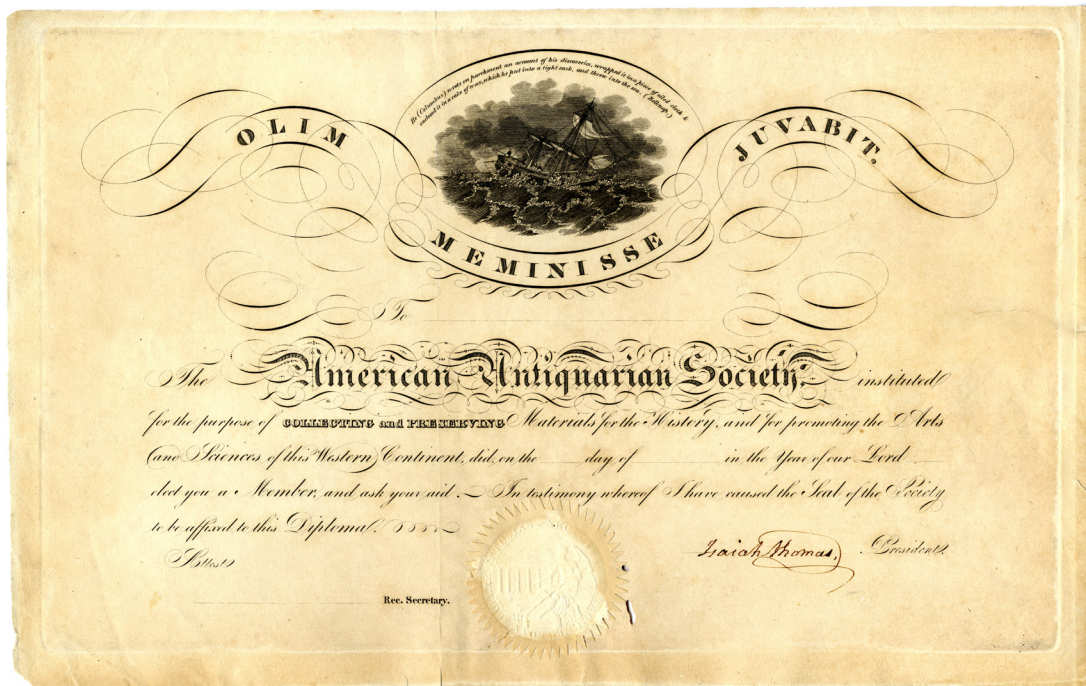 He (Columbus) wrote on parchment an account of his discoveries, wrapped it in a piece of oiled cloth &
enclosed it in a cake of wax, which he put into a tight cask, and threw into the sea. (Belknap.)
OLIM
MEMINISSE
JUVABIT.
To
The American Antiquarian Society, instituted
for the purpose of COLLECTING and PRESERVING Materials for the History, and for promoting the Arts
and Sciences of this Western Continent, did, on the day of in the Year of our Lord
elect you a Member, and ask your aid. In testimony whereof I have caused the Seal of the Society
to be affixed to this Diploma.
Isaiah Thomas, President.
Attest
Rec. Secretary.